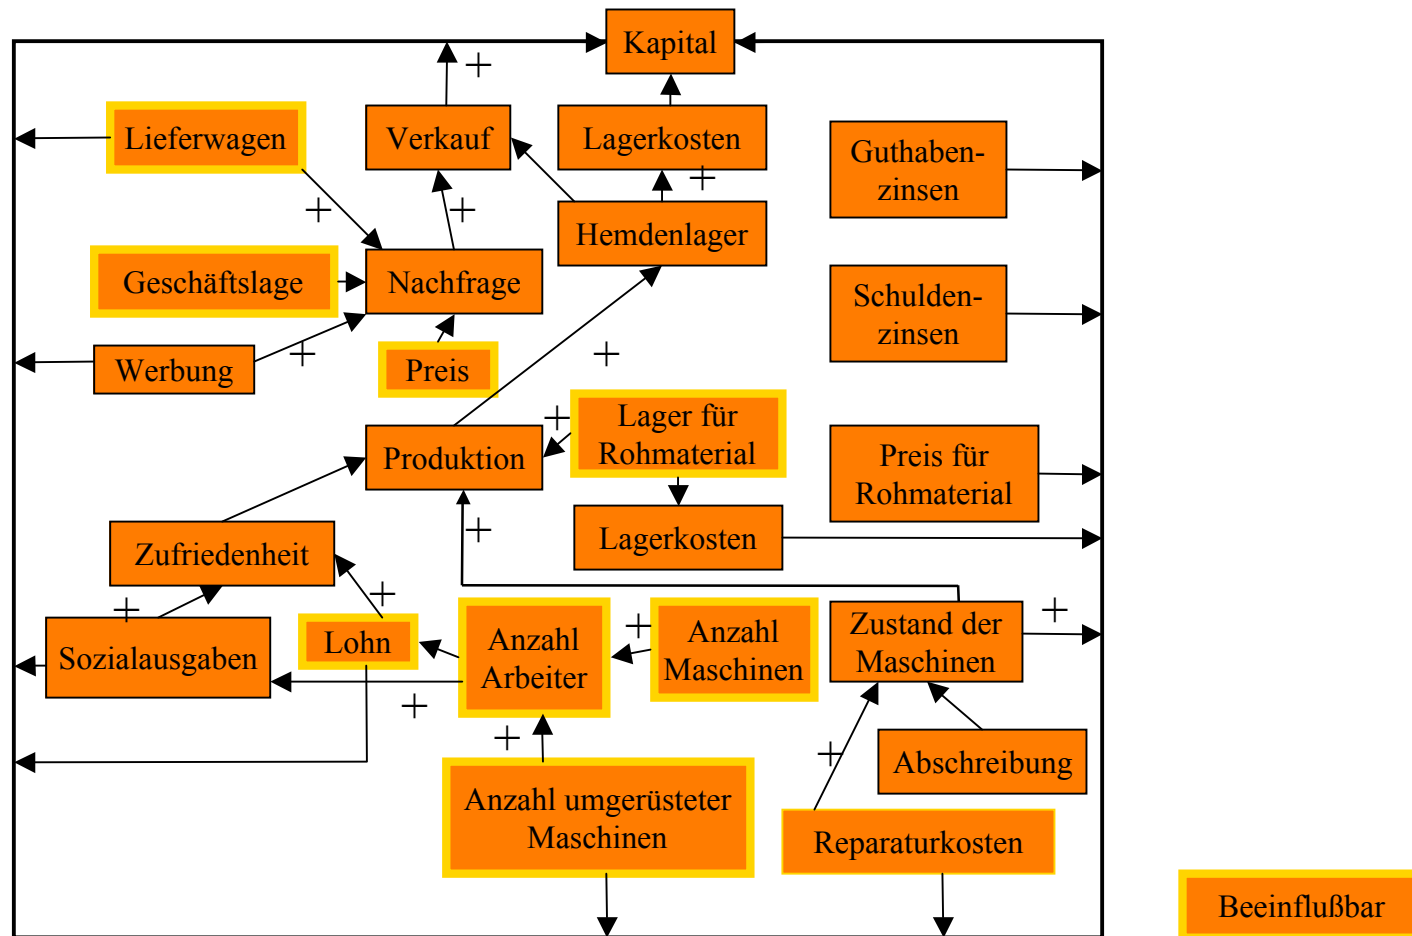 Kapital
+
Lieferwagen
Verkauf
Lagerkosten
Guthaben-
zinsen
+
+
+
Hemdenlager
Geschäftslage
Nachfrage
Schulden-
zinsen
Werbung
+
Preis
+
Produktion
+
Lager für
Rohmaterial
Preis für
Rohmaterial
Zufriedenheit
+
Lagerkosten
+
Sozialausgaben
+
Lohn
Anzahl
Arbeiter
+
Anzahl
Maschinen
Zustand der
Maschinen
+
+
+
Anzahl umgerüsteter
Maschinen
+
Abschreibung
Reparaturkosten
Beeinflußbar